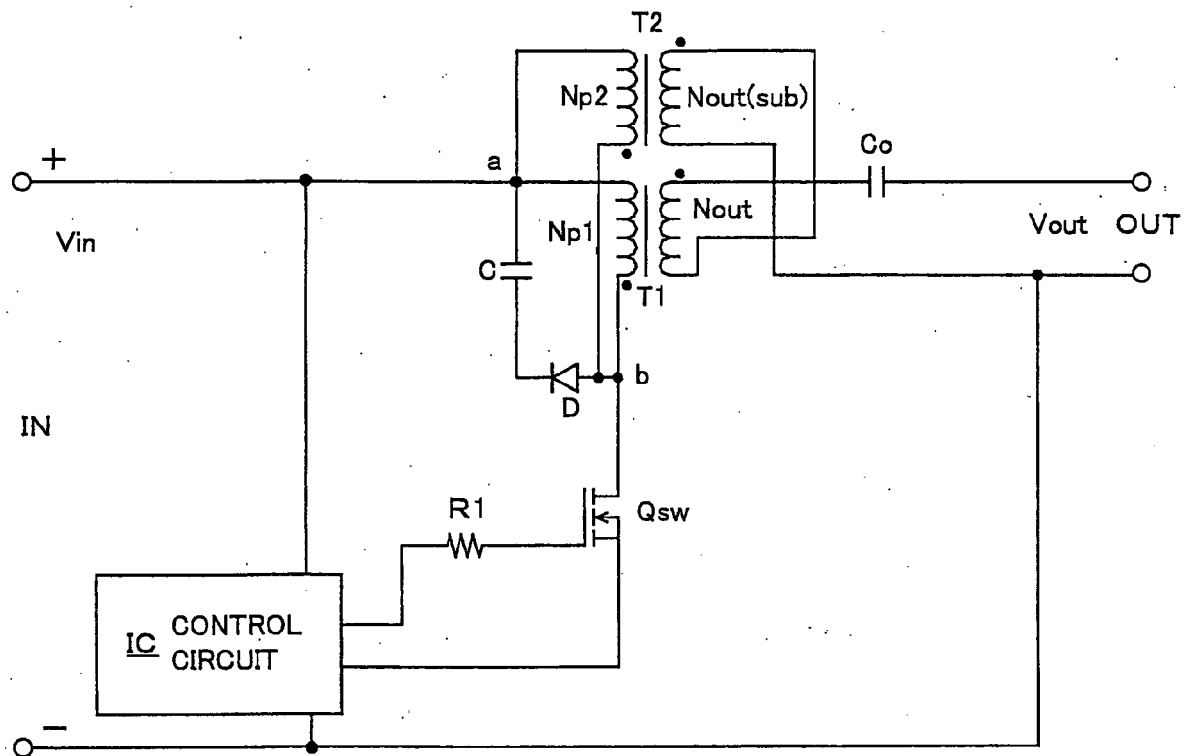 T2
Np2
Nout(sub)
Co
+
a
Vin
Np1
Nout
Vout OUT
C
T1
b
D
IN
R1
Qsw
IC CONTROL
CIRCUIT
−